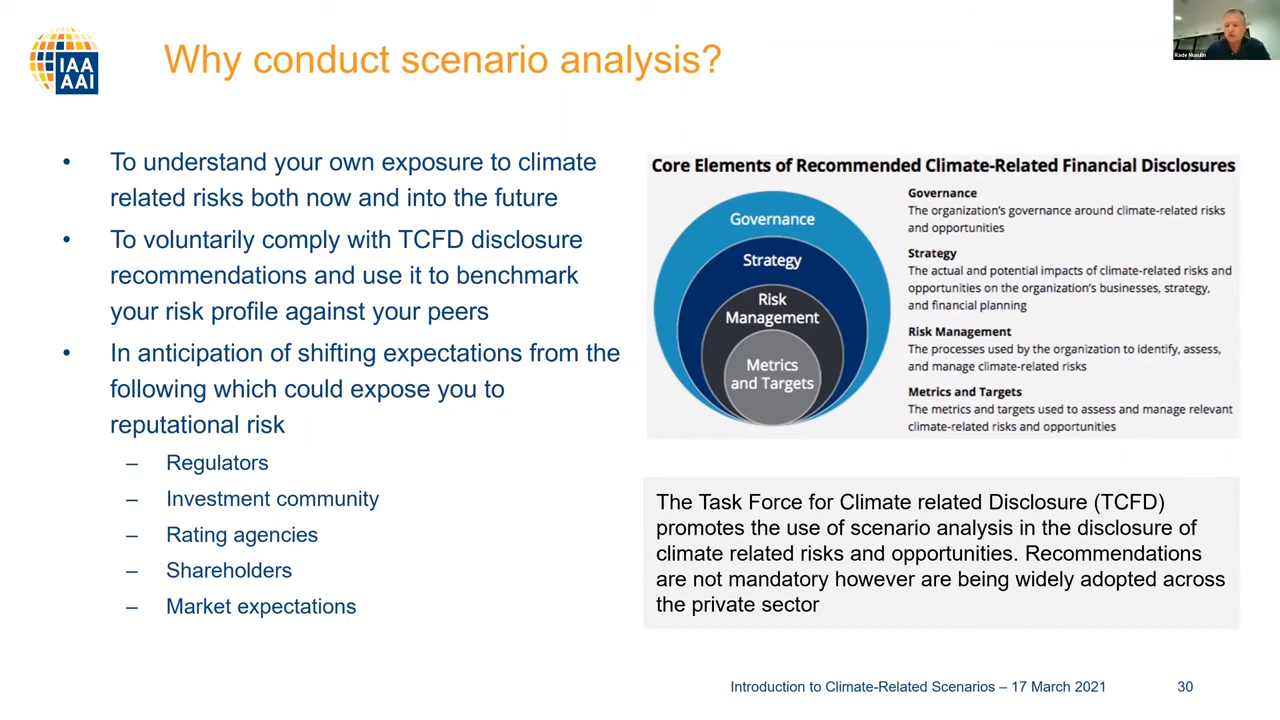 IAA
AAI
Why conduct scenario analysis?
Rade Musulin
• To understand your own exposure to climate
related risks both now and into the future
• To voluntarily comply with TCFD disclosure
recommendations and use it to benchmark
your risk profile against your peers
• In anticipation of shifting expectations from the
following which could expose you to
reputational risk
– Regulators
– Investment community
– Rating agencies
– Shareholders
– Market expectations
Core Elements of Recommended Climate-Related Financial Disclosures
Governance
Strategy
Risk
Management
Metrics
and Targets
Governance
The organization's governance around climate-related risks
and opportunities
Strategy
The actual and potential impacts of climate-related risks and
opportunities on the organization's businesses, strategy,
and financial planning
Risk Management
The processes used by the organization to identify, assess,
and manage climate-related risks
Metrics and Targets
The metrics and targets used to assess and manage relevant
climate-related risks and opportunities
The Task Force for Climate related Disclosure (TCFD)
promotes the use of scenario analysis in the disclosure of
climate related risks and opportunities. Recommendations
are not mandatory however are being widely adopted across
the private sector
Introduction to Climate-Related Scenarios – 17 March 2021
30